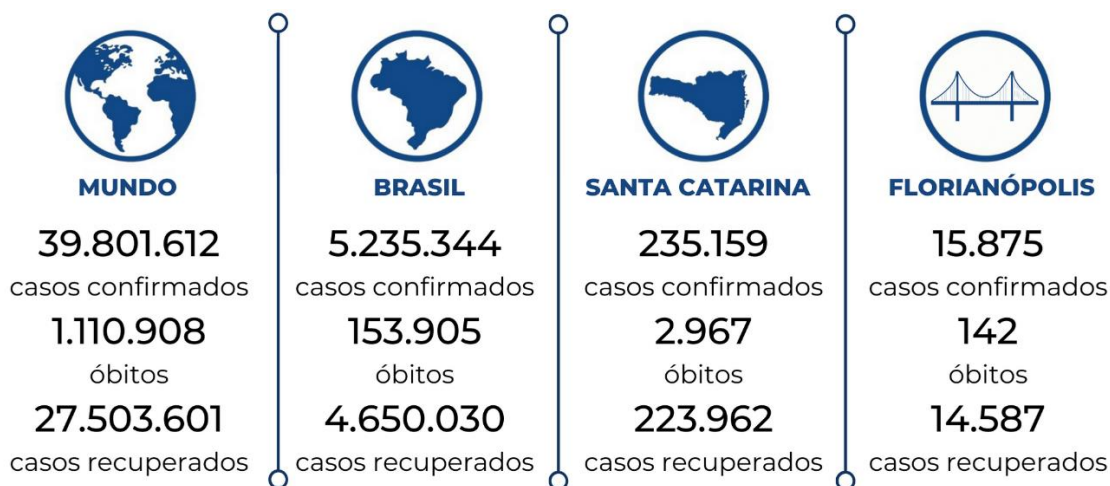 MUNDO
39.801.612
casos confirmados
1.110.908
óbitos
27.503.601
casos recuperados
BRASIL
5.235.344
casos confirmados
153.905
óbitos
4.650.030
casos recuperados
SANTA CATARINA
235.159
casos confirmados
2.967
óbitos
223.962
casos recuperados
FLORIANÓPOLIS
15.875
casos confirmados
142
óbitos
14.587
casos recuperados